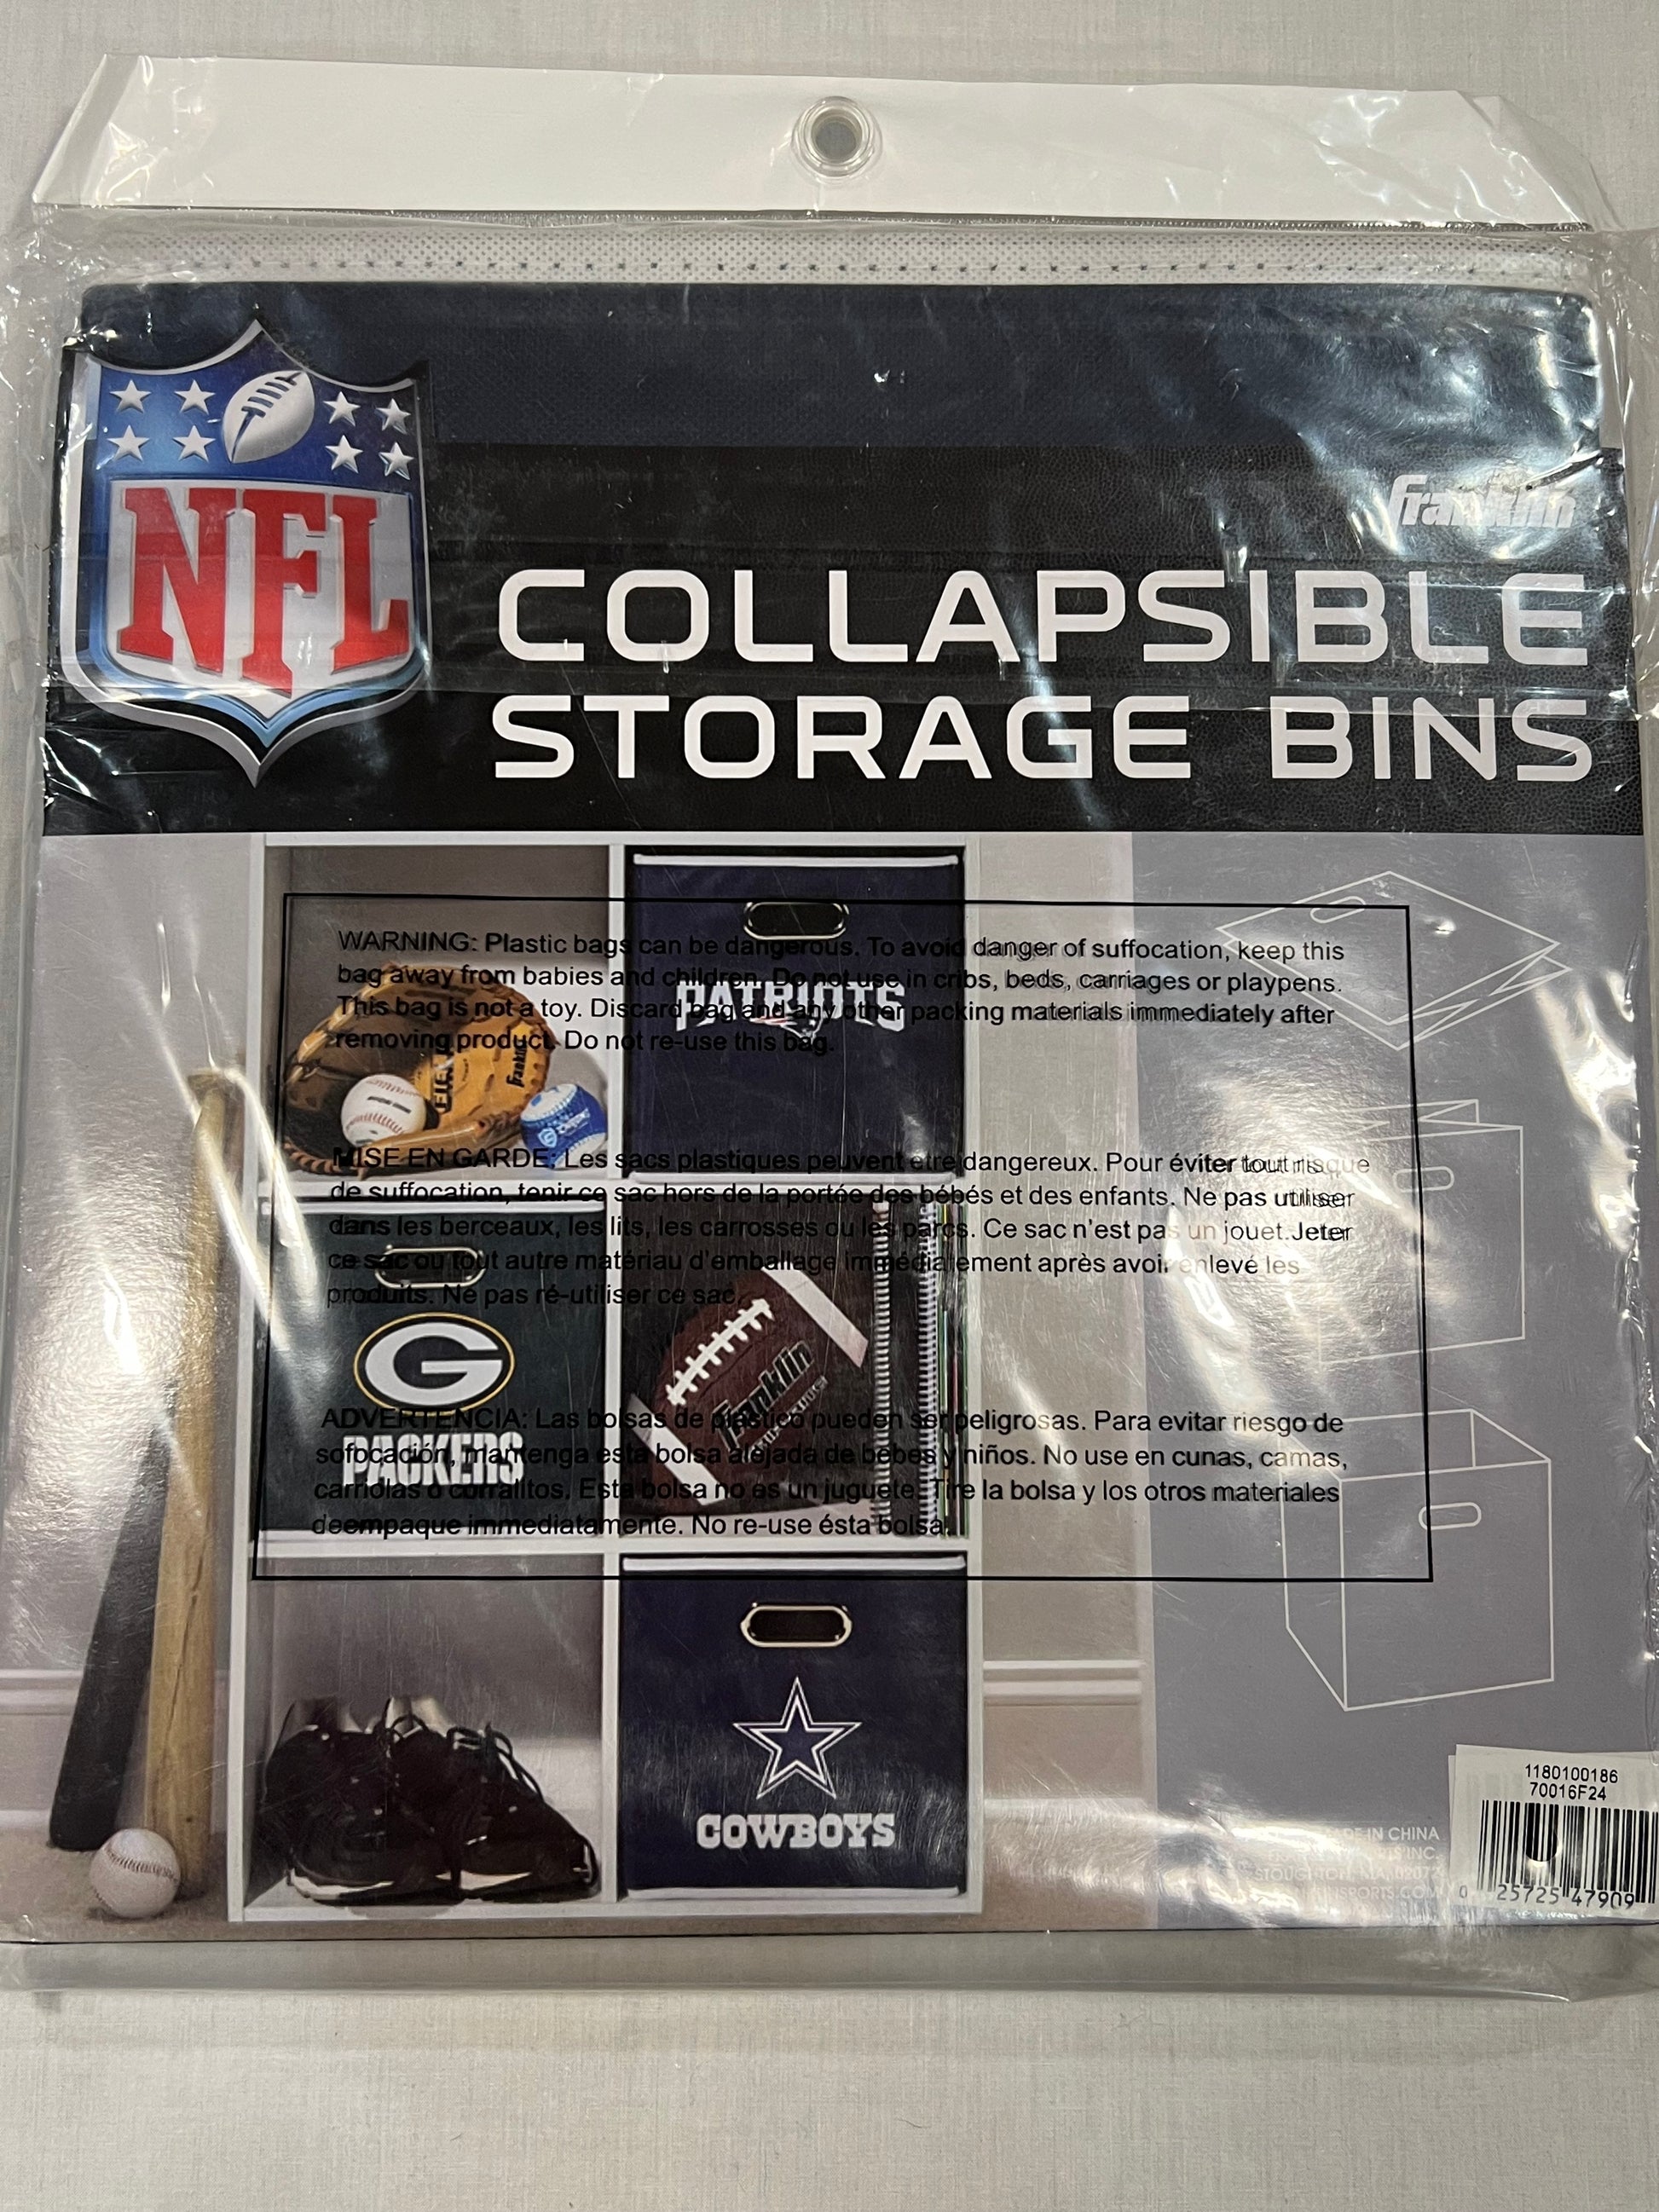 NFL
franklin
COLLAPSIBLE
STORAGE BINS
WARNING: Plastic bags can be dangerous. To avoid danger of suffocation, keep this
bag away from babies and children. Do not use in cribs, beds, carriages or playpens.
This bag is not a toy. Discard bag and any other packing materials immediately after
removing product. Do not re-use this bag.
PATRIOTS
franklin
MISE EN GARDE: Les sacs plastiques peuvent etre dangereux. Pour éviter tout risque
de suffocation, tenir ce sac hors de la portée des bébés et des enfants. Ne pas utiliser
dans les berceaux, les lits, les carrosses ou les parcs. Ce sac n'est pas un jouet.Jeter
ce sac ou tout autre matériau d'emballage immédiatement après avoir enlevé les
produits. Ne pas ré-utiliser ce sac.
G
PACKERS
Franklin
ADVERTENCIA: Las bolsas de plastico pueden ser peligrosas. Para evitar riesgo de
sofocación, mantenga esta bolsa alejada de bebes y niños. No use en cunas, camas,
carriolas o corralitos. Esta bolsa no es un juguete. Tire la bolsa y los otros materiales
deempaque immediatamente. No re-use ésta bolsa.
COWBOYS
1180100186
70016F24
MADE IN CHINA
INC.
STOUGHTON, MA 02072
0 25725 47909